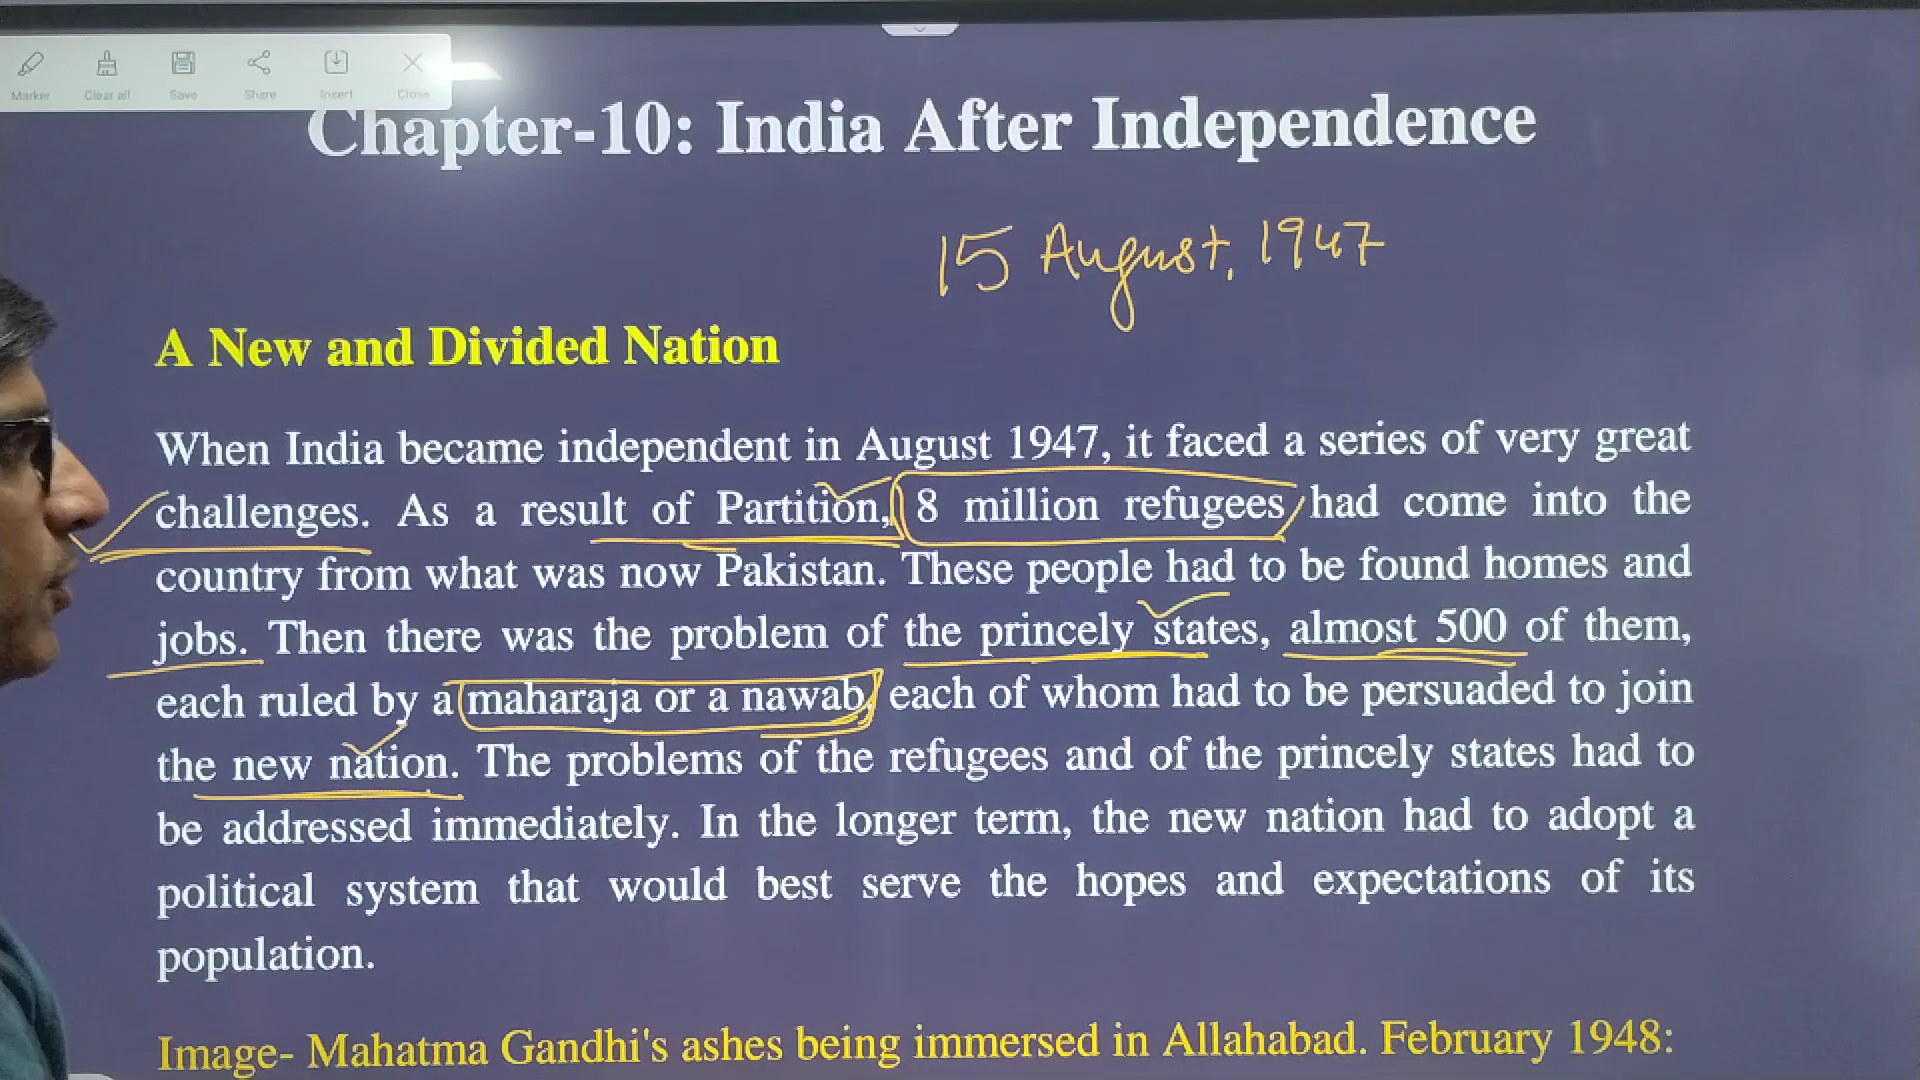 Marker Clear all Save Share Insert Close
Chapter-10: India After Independence
15 August, 1947
A New and Divided Nation
When India became independent in August 1947, it faced a series of very great
challenges. As a result of Partition, 8 million refugees had come into the
country from what was now Pakistan. These people had to be found homes and
jobs. Then there was the problem of the princely states, almost 500 of them,
each ruled by a maharaja or a nawab, each of whom had to be persuaded to join
the new nation. The problems of the refugees and of the princely states had to
be addressed immediately. In the longer term, the new nation had to adopt a
political system that would best serve the hopes and expectations of its
population.
Image- Mahatma Gandhi's ashes being immersed in Allahabad. February 1948: